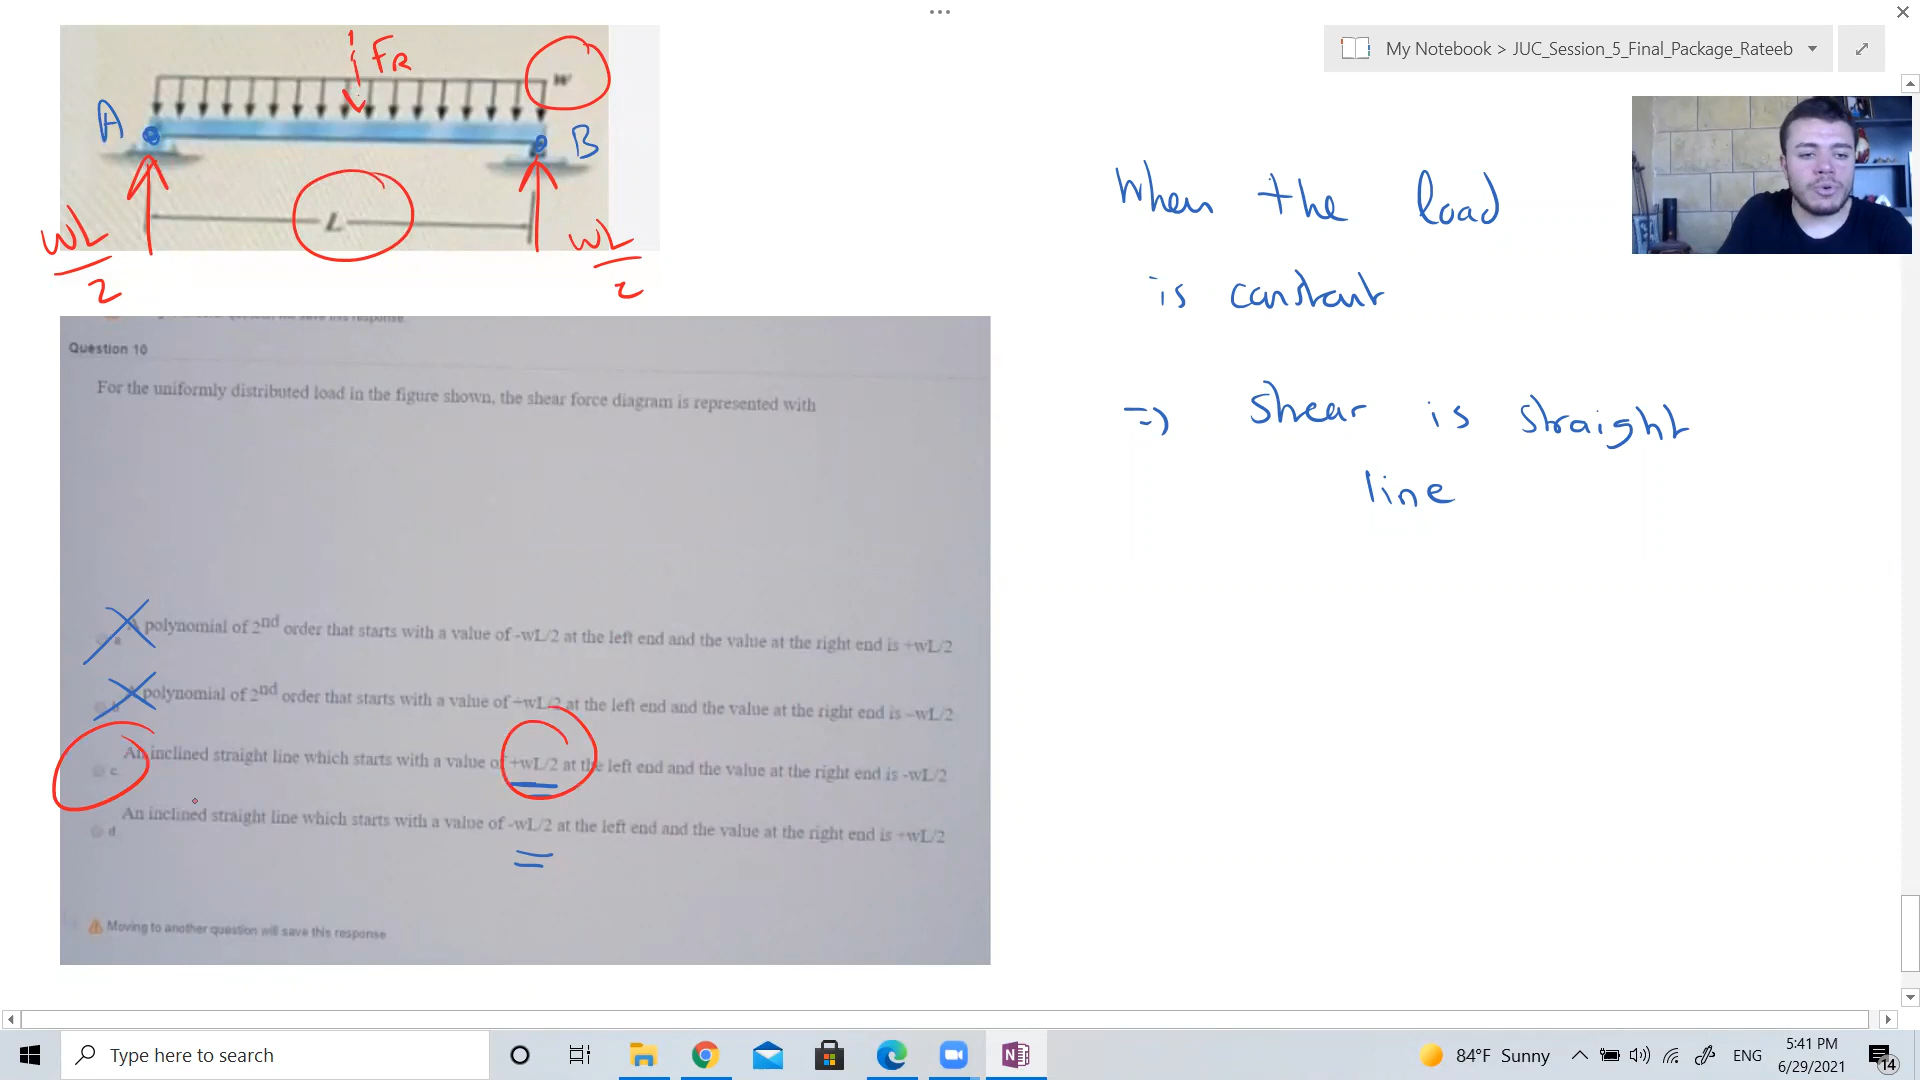 My Notebook > JUC_Session_5_Final_Package_Rateeb
FR
w
A
B
L
WL
2
WL
2
When the load
is constant
=> shear is straight
line
Question 10
For the uniformly distributed load in the figure shown, the shear force diagram is represented with
A polynomial of 2nd order that starts with a value of -wL/2 at the left end and the value at the right end is +wL/2
A polynomial of 2nd order that starts with a value of +wL/2 at the left end and the value at the right end is -wL/2
c. An inclined straight line which starts with a value of +wL/2 at the left end and the value at the right end is -wL/2
d. An inclined straight line which starts with a value of -wL/2 at the left end and the value at the right end is +wL/2
Moving to another question will save this response
Type here to search
84°F Sunny
ENG
5:41 PM
6/29/2021
14